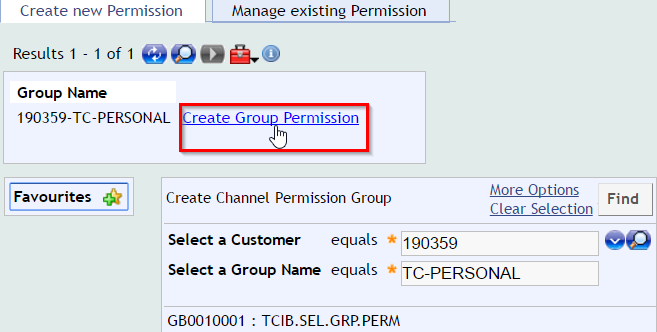 Create new Permission Manage existing Permission
Results 1 - 1 of 1
Group Name
190359-TC-PERSONAL Create Group Permission
Favourites
Create Channel Permission Group More Options Find
Clear Selection
Select a Customer equals * 190359
Select a Group Name equals * TC-PERSONAL
GB0010001 : TCIB.SEL.GRP.PERM